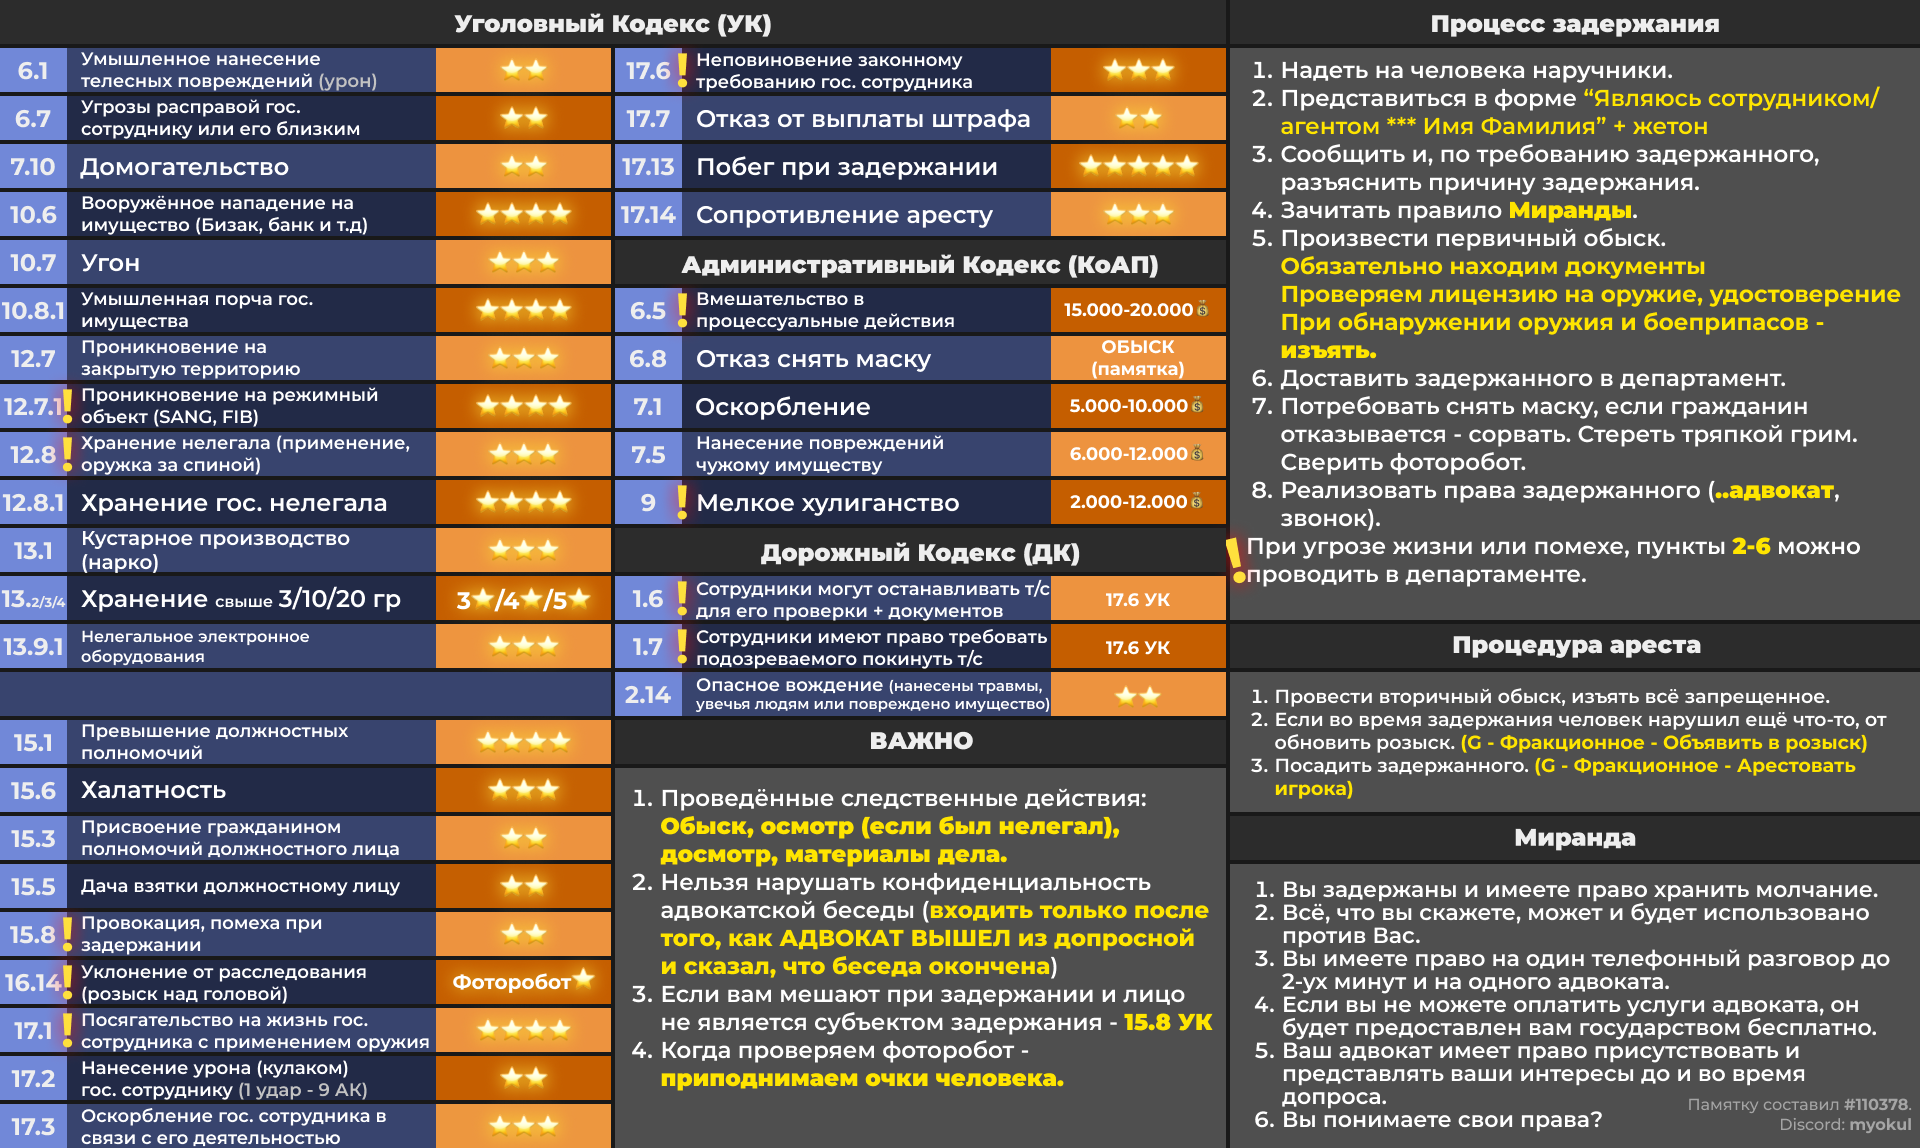 Уголовный Кодекс (УК)
6.1
Умышленное нанесение
телесных повреждений (урон)
6.7
Угрозы расправой гос.
сотруднику или его близким
7.10
Домогательство
10.6
Вооружённое нападение на
имущество (Бизак, банк и т.д)
10.7
Угон
10.8.1
Умышленная порча гос.
имущества
12.7
Проникновение на
закрытую территорию
12.7.1
Проникновение на режимный
объект (SANG, FIB)
12.8
Хранение нелегала (применение,
оружка за спиной)
12.8.1
Хранение гос. нелегала
13.1
Кустарное производство
(нарко)
13.2/3/4
Хранение свыше 3/10/20 гр
3⭐/4⭐/5⭐
13.9.1
Нелегальное электронное
оборудования
15.1
Превышение должностных
полномочий
15.6
Халатность
15.3
Присвоение гражданином
полномочий должностного лица
15.5
Дача взятки должностному лицу
15.8
Провокация, помеха при
задержании
16.14
Уклонение от расследования
(розыск над головой)
Фоторобот⭐
17.1
Посягательство на жизнь гос.
сотрудника с применением оружия
17.2
Нанесение урона (кулаком)
гос. сотруднику (1 удар - 9 АК)
17.3
Оскорбление гос. сотрудника в
связи с его деятельностью
17.6
Неповиновение законному
требованию гос. сотрудника
17.7
Отказ от выплаты штрафа
17.13
Побег при задержании
17.14
Сопротивление аресту
Административный Кодекс (КоАП)
6.5
Вмешательство в
процессуальные действия
15.000-20.000
6.8
Отказ снять маску
ОБЫСК
(памятка)
7.1
Оскорбление
5.000-10.000
7.5
Нанесение повреждений
чужому имуществу
6.000-12.000
9
Мелкое хулиганство
2.000-12.000
Дорожный Кодекс (ДК)
1.6
Сотрудники могут останавливать т/с
для его проверки + документов
17.6 УК
1.7
Сотрудники имеют право требовать
подозреваемого покинуть т/с
17.6 УК
2.14
Опасное вождение (нанесены травмы,
увечья людям или повреждено имущество)
ВАЖНО
1. Проведённые следственные действия:
Обыск, осмотр (если был нелегал),
досмотр, материалы дела.
2. Нельзя нарушать конфиденциальность
адвокатской беседы (входить только после
того, как АДВОКАТ ВЫШЕЛ из допросной
и сказал, что беседа окончена)
3. Если вам мешают при задержании и лицо
не является субъектом задержания - 15.8 УК
4. Когда проверяем фоторобот -
приподнимаем очки человека.
Процесс задержания
1. Надеть на человека наручники.
2. Представиться в форме “Являюсь сотрудником/
агентом *** Имя Фамилия” + жетон
3. Сообщить и, по требованию задержанного,
разъяснить причину задержания.
4. Зачитать правило Миранды.
5. Произвести первичный обыск.
Обязательно находим документы
Проверяем лицензию на оружие, удостоверение
При обнаружении оружия и боеприпасов -
изъять.
6. Доставить задержанного в департамент.
7. Потребовать снять маску, если гражданин
отказывается - сорвать. Стереть тряпкой грим.
Сверить фоторобот.
8. Реализовать права задержанного (..адвокат,
звонок).
При угрозе жизни или помехе, пункты 2-6 можно
проводить в департаменте.
Процедура ареста
1. Провести вторичный обыск, изъять всё запрещенное.
2. Если во время задержания человек нарушил ещё что-то, от
обновить розыск. (G - Фракционное - Объявить в розыск)
3. Посадить задержанного. (G - Фракционное - Арестовать
игрока)
Миранда
1. Вы задержаны и имеете право хранить молчание.
2. Всё, что вы скажете, может и будет использовано
против Вас.
3. Вы имеете право на один телефонный разговор до
2-ух минут и на одного адвоката.
4. Если вы не можете оплатить услуги адвоката, он
будет предоставлен вам государством бесплатно.
5. Ваш адвокат имеет право присутствовать и
представлять ваши интересы до и во время
допроса.
6. Вы понимаете свои права?
Памятку составил #110378.
Discord: myokul